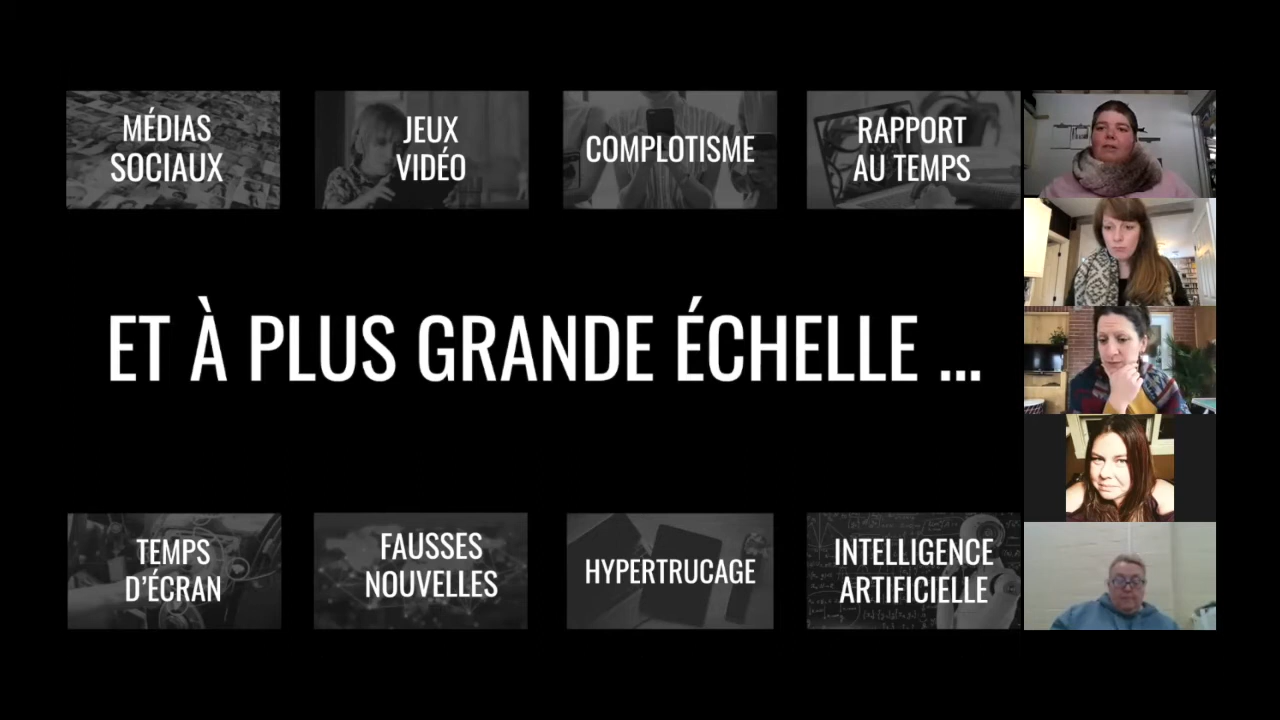 MÉDIAS
SOCIAUX
JEUX
VIDÉO
COMPLOTISME
RAPPORT
AU TEMPS
ET À PLUS GRANDE ÉCHELLE ...
TEMPS
D'ÉCRAN
FAUSSES
NOUVELLES
HYPERTRUCAGE
INTELLIGENCE
ARTIFICIELLE